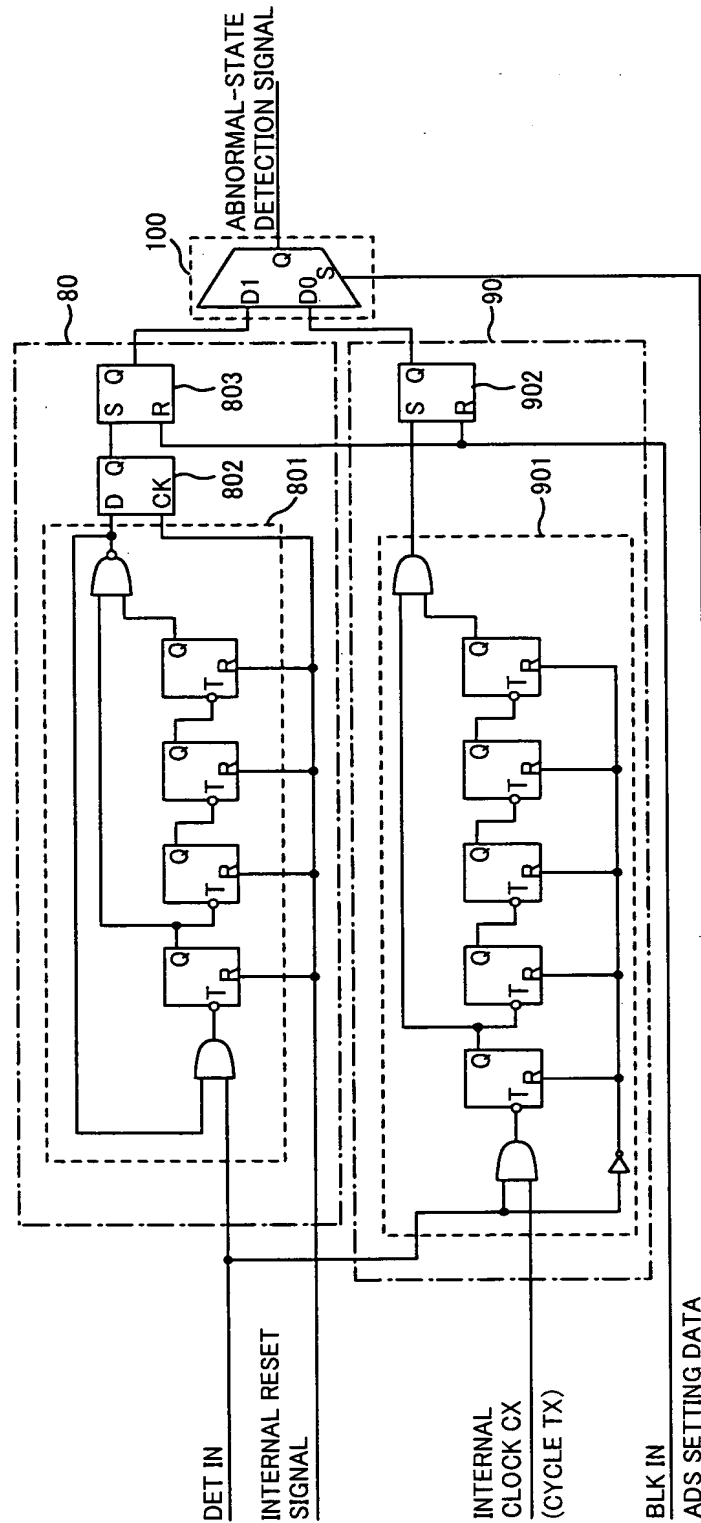 ABNORMAL-STATE
DETECTION SIGNAL
100
D1
D0
Q
S
80
S
Q
R
803
D
Q
CK
802
801
Q
T
R
Q
T
R
Q
T
R
Q
T
R
90
S
Q
R
902
901
Q
T
R
Q
T
R
Q
T
R
Q
T
R
Q
T
R
DET IN
INTERNAL RESET
SIGNAL
INTERNAL
CLOCK CX
(CYCLE TX)
BLK IN
ADS SETTING DATA